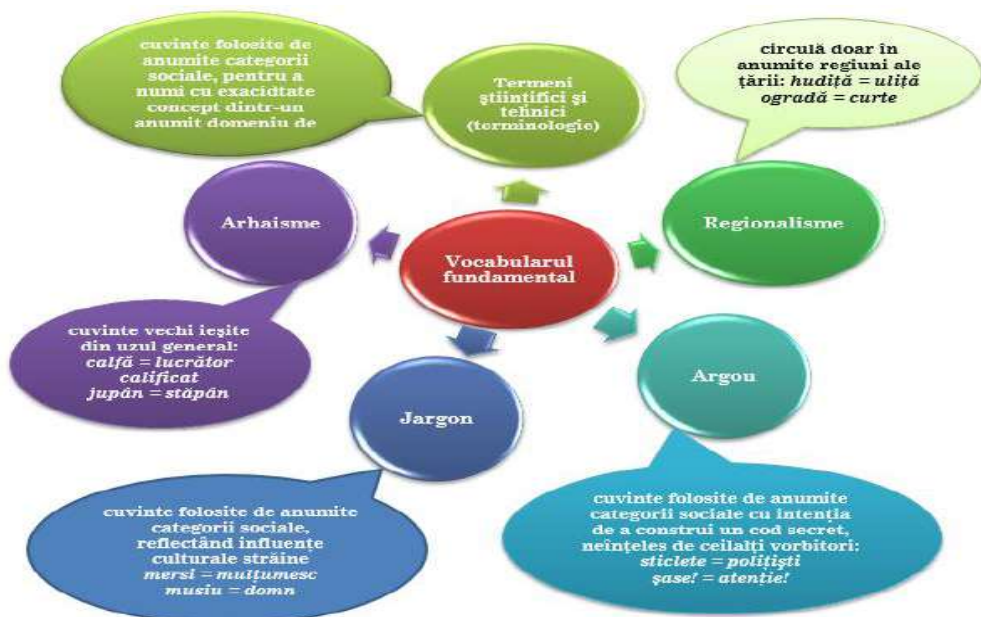 cuvinte folosite de
anumite categorii
sociale, pentru a
numi cu exacidtate
concept dintr-un
anumit domeniu de
Termeni
ştiinţifici şi
tehnici
(terminologie)
circulă doar în
anumite regiuni ale
ţării: hudiţă = uliţă
ogradă = curte
Arhaisme
Regionalisme
Vocabularul
fundamental
cuvinte vechi ieşite
din uzul general:
calfă = lucrător
calificat
jupân = stăpân
Argou
Jargon
cuvinte folosite de anumite
categorii sociale,
reflectând influenţe
culturale străine
mersi = mulţumesc
musiu = domn
cuvinte folosite de anumite
categorii sociale cu intenţia
de a construi un cod secret,
neînţeles de ceilalţi vorbitori:
sticlete = poliţişti
şase! = atenţie!